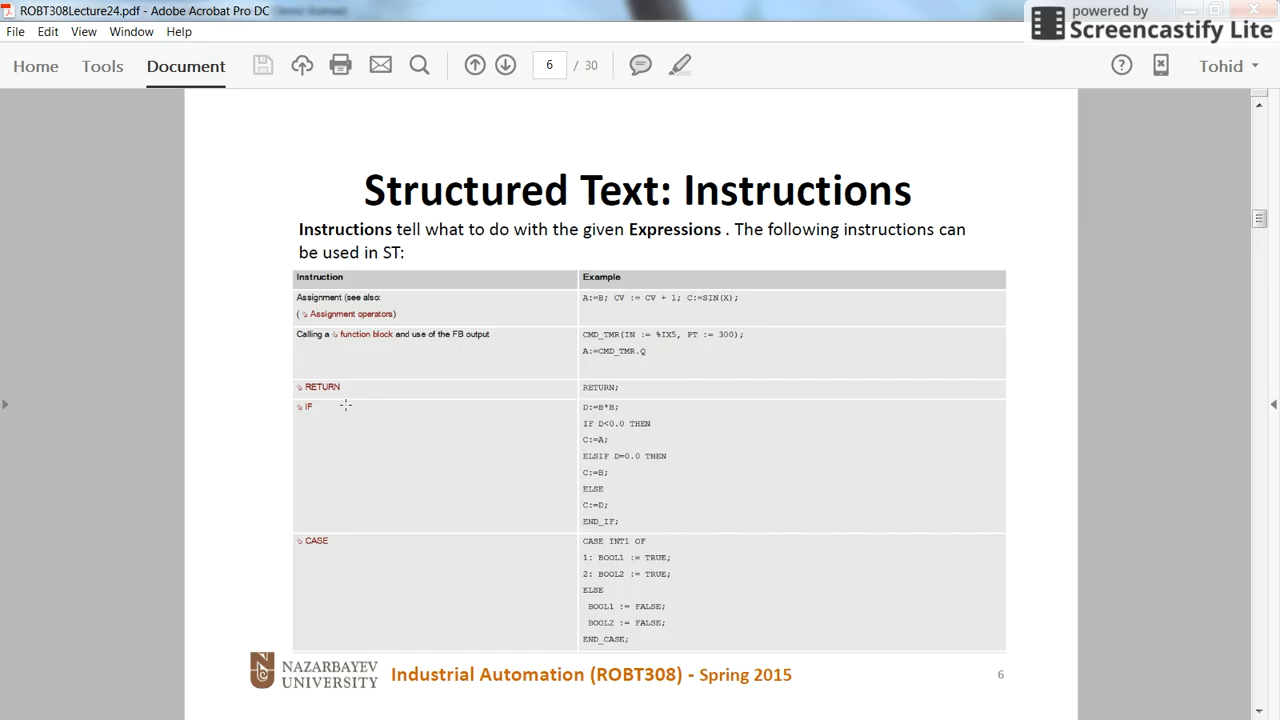 ROBT308Lecture24.pdf - Adobe Acrobat Pro DC
powered by
Screencastify Lite
File Edit View Window Help
Home Tools Document 6 / 30 Tohid
Structured Text: Instructions
Instructions tell what to do with the given Expressions . The following instructions can
be used in ST:
Instruction Example
Assignment (see also: A:=B; CV := CV + 1; C:=SIN(X);
( Assignment operators)
Calling a function block and use of the FB output CMD_TMR(IN := %IX5, PT := 300);
A:=CMD_TMR.Q
RETURN RETURN;
IF D:=B*B;
IF D<0.0 THEN
C:=A;
ELSIF D=0.0 THEN
C:=B;
ELSE
C:=D;
END_IF;
CASE CASE INT1 OF
1: BOOL1 := TRUE;
2: BOOL2 := TRUE;
ELSE
BOOL1 := FALSE;
BOOL2 := FALSE;
END_CASE;
NAZARBAYEV
UNIVERSITY
Industrial Automation (ROBT308) - Spring 2015
6